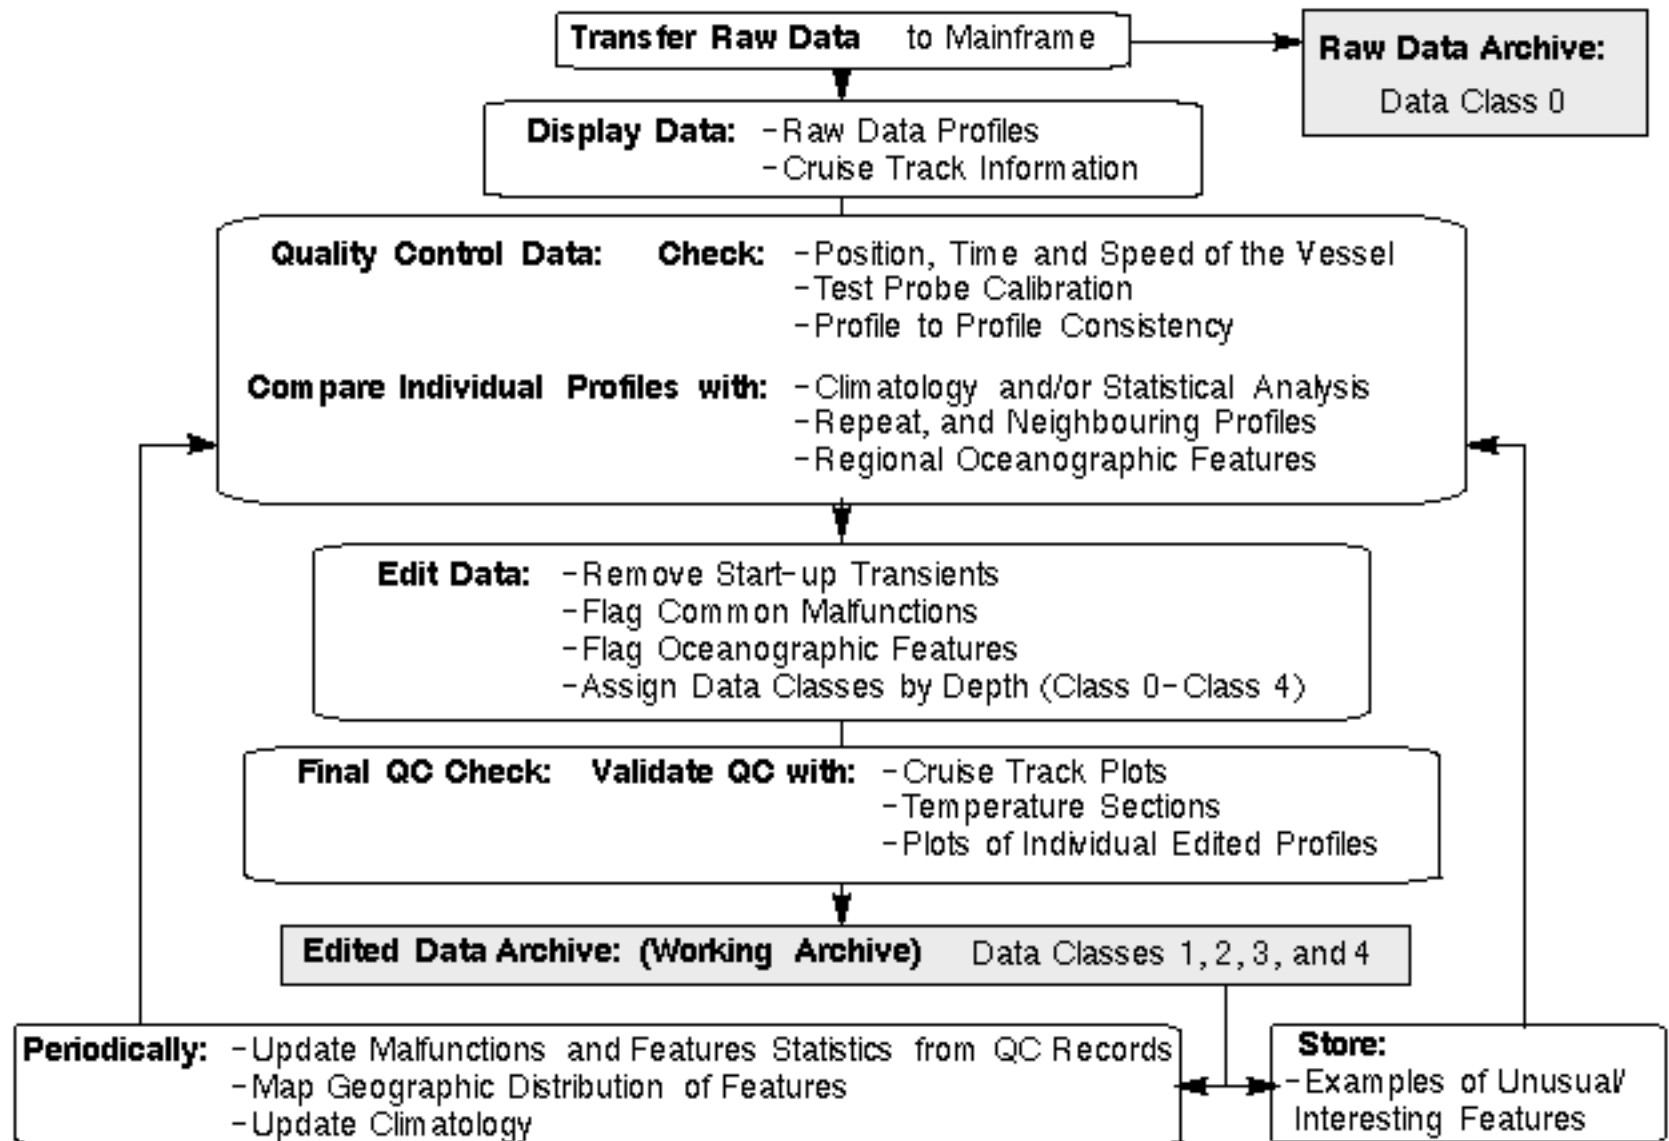 Transfer Raw Data to Mainframe
Raw Data Archive:
Data Class 0
Display Data: -Raw Data Profiles
-Cruise Track Information
Quality Control Data: Check: -Position, Time and Speed of the Vessel
-Test Probe Calibration
-Profile to Profile Consistency
Compare Individual Profiles with: -Climatology and/or Statistical Analysis
-Repeat, and Neighbouring Profiles
-Regional Oceanographic Features
Edit Data: -Remove Start-up Transients
-Flag Common Malfunctions
-Flag Oceanographic Features
-Assign Data Classes by Depth (Class 0-Class 4)
Final QC Check: Validate QC with: -Cruise Track Plots
-Temperature Sections
-Plots of Individual Edited Profiles
Edited Data Archive: (Working Archive) Data Classes 1, 2, 3, and 4
Periodically: -Update Malfunctions and Features Statistics from QC Records
-Map Geographic Distribution of Features
-Update Climatology
Store:
-Examples of Unusual/
Interesting Features